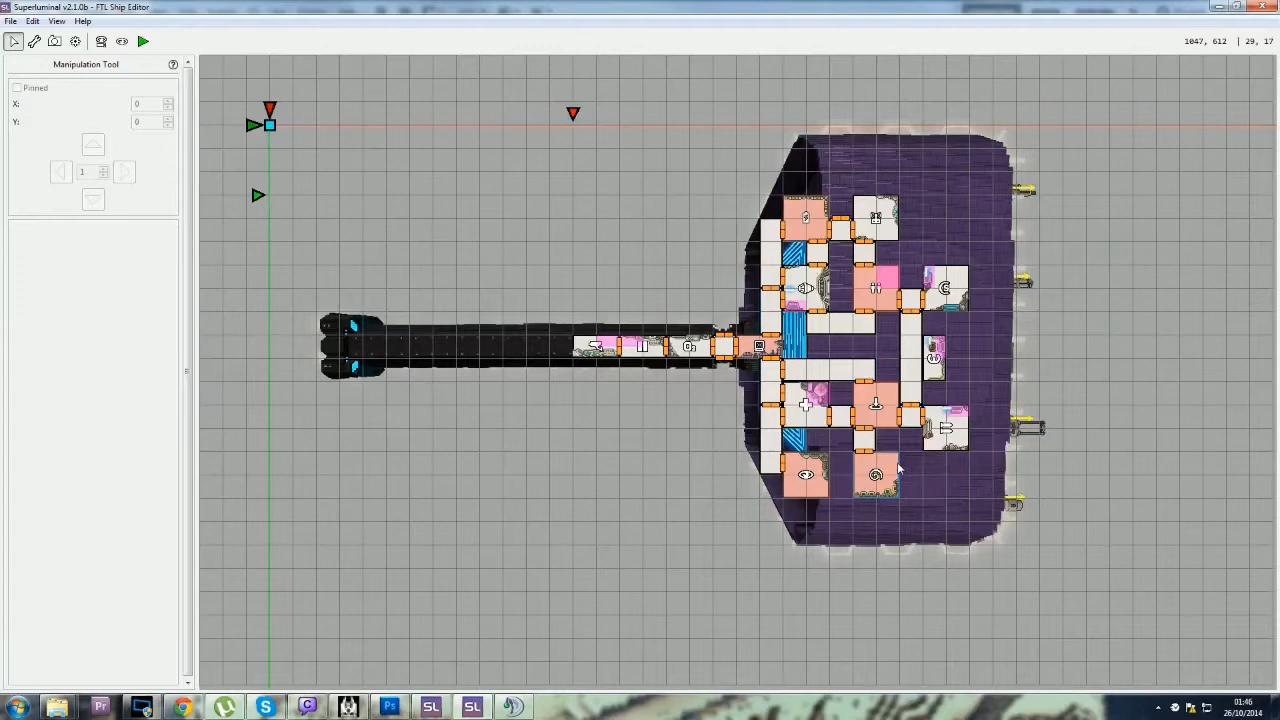 Superluminal v2.1.0b - FTL Ship Editor
File Edit View Help
1047, 612 | 29, 17
Manipulation Tool
Pinned
X: 0
Y: 0
1
01:46
26/10/2014